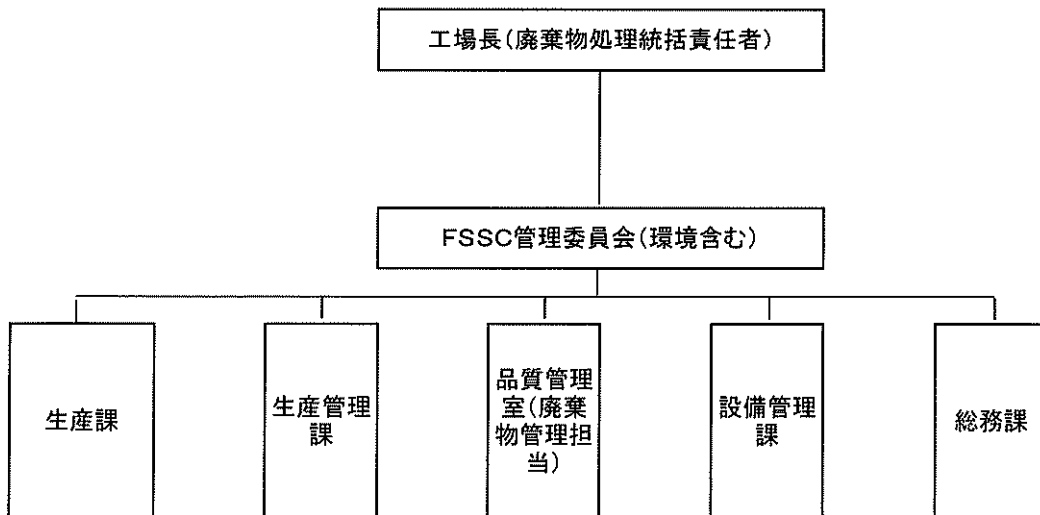 工場長(廃棄物処理統括責任者)
FSSC管理委員会(環境含む)
生産課
生産管理
課
品質管理
室(廃棄
物管理担
当)
設備管理
課
総務課